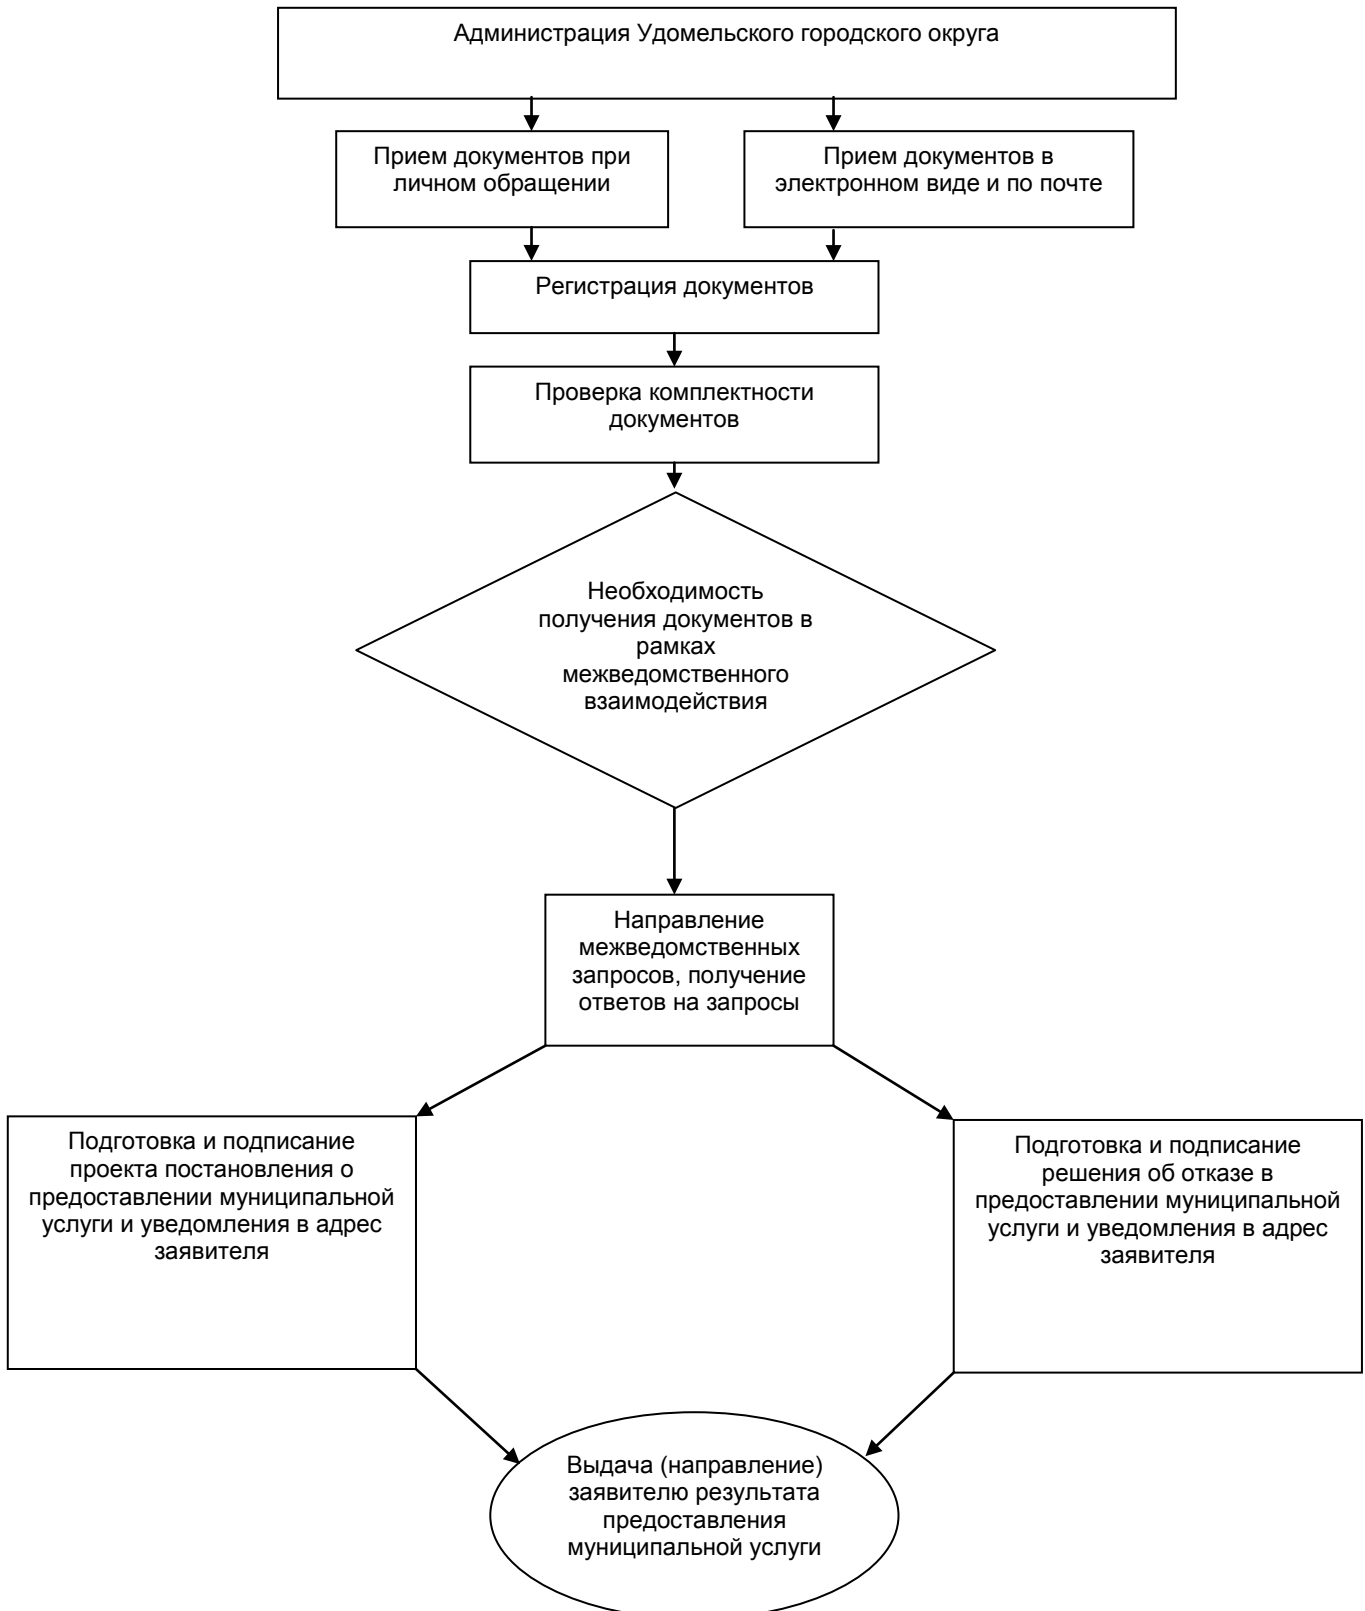 Администрация Удомельского городского округа
Прием документов при
личном обращении
Прием документов в
электронном виде и по почте
Регистрация документов
Проверка комплектности
документов
Необходимость
получения документов в
рамках
межведомственного
взаимодействия
Направление
межведомственных
запросов, получение
ответов на запросы
Подготовка и подписание
проекта постановления о
предоставлении муниципальной
услуги и уведомления в адрес
заявителя
Подготовка и подписание
решения об отказе в
предоставлении муниципальной
услуги и уведомления в адрес
заявителя
Выдача (направление)
заявителю результата
предоставления
муниципальной услуги